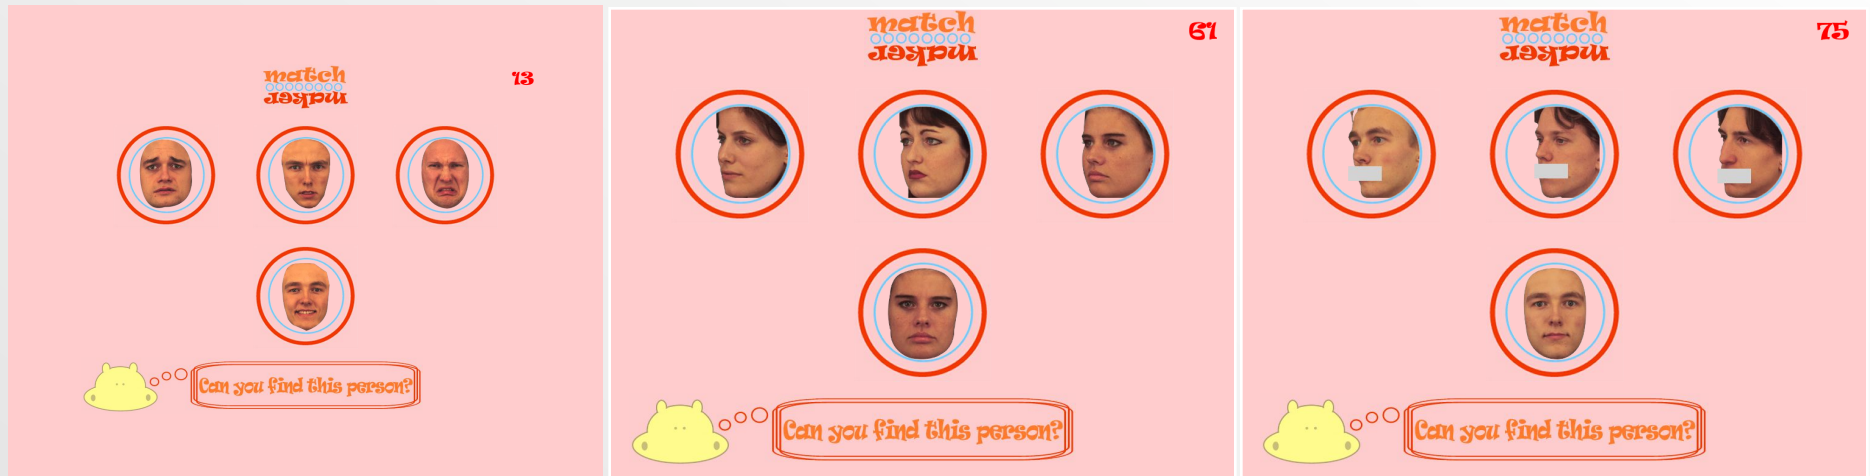 match
maker
13
Can you find this person?
match
maker
61
Can you find this person?
match
maker
75
Can you find this person?